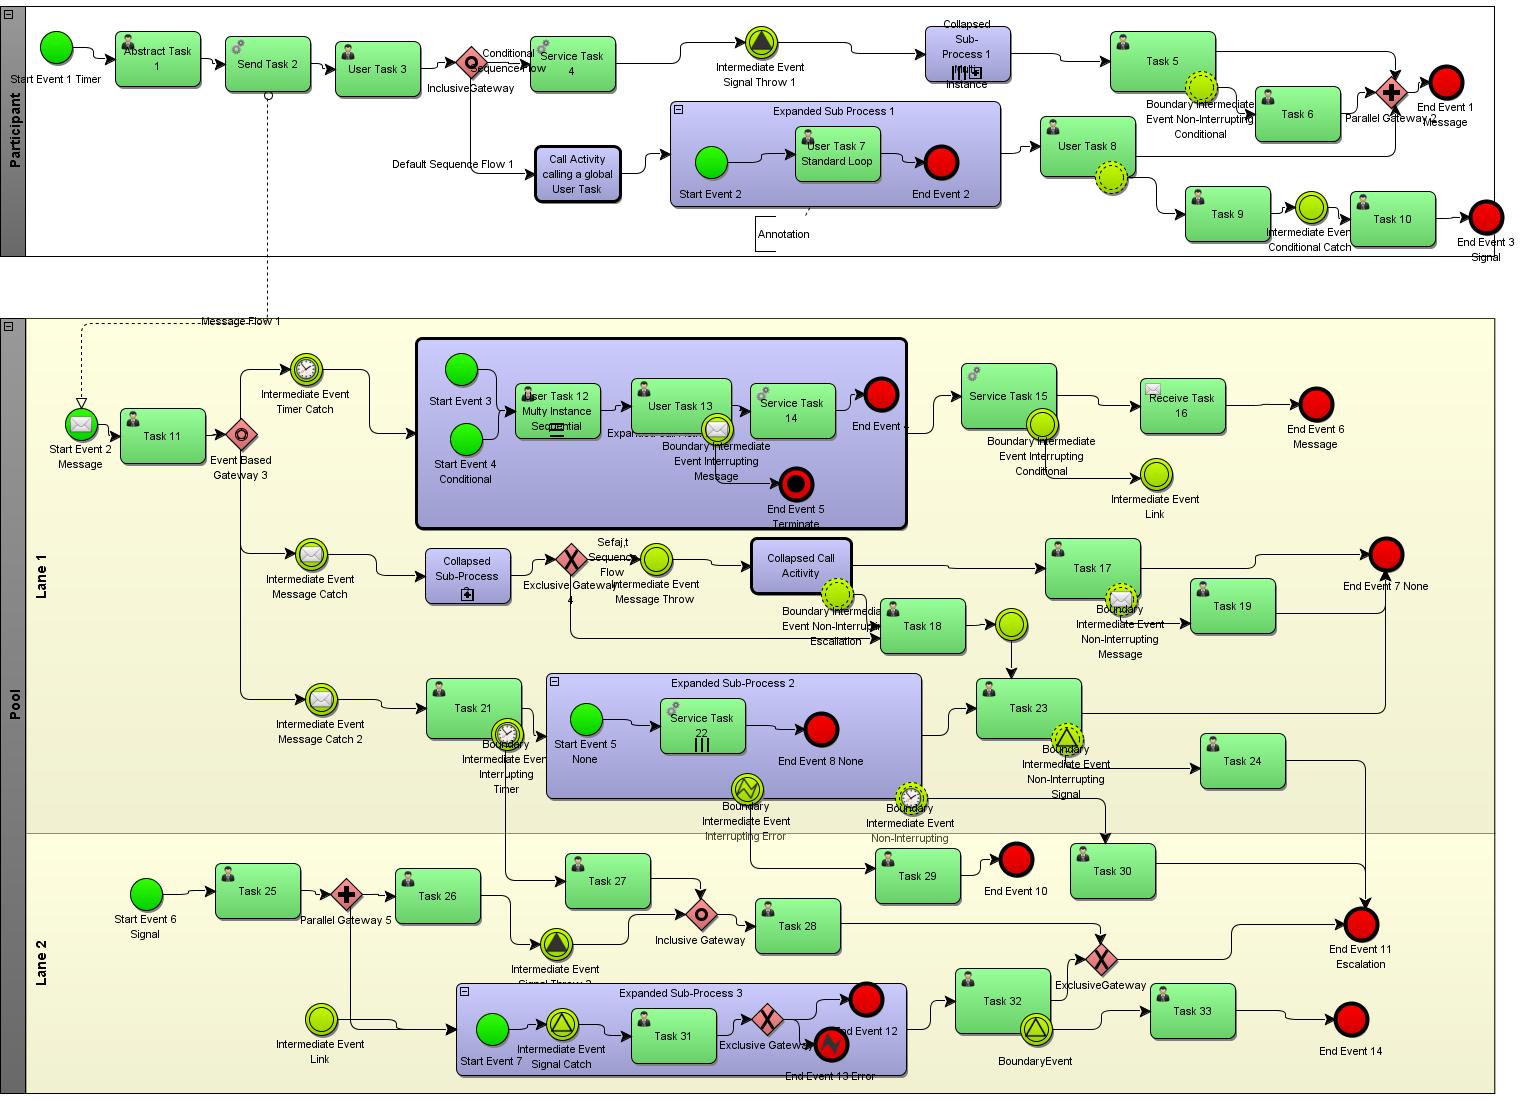 Participant
Start Event 1 Timer
Abstract Task
1
Send Task 2
User Task 3
InclusiveGateway
Conditional
Sequence Flow
Service Task
4
Intermediate Event
Signal Throw 1
Collapsed
Sub-
Process 1
Multi
Instance
Task 5
Boundary Intermediate
Event Non-Interrupting
Conditional
Task 6
Parallel Gateway 2
End Event 1
Message
Default Sequence Flow 1
Call Activity
calling a global
User Task
Expanded Sub Process 1
Start Event 2
User Task 7
Standard Loop
End Event 2
Annotation
User Task 8
Task 9
Intermediate Even
Conditional Catch
Task 10
End Event 3
Signal
Message Flow 1
Pool
Lane 1
Start Event 2
Message
Task 11
Event Based
Gateway 3
Intermediate Event
Timer Catch
Start Event 3
Start Event 4
Conditional
User Task 12
Multy Instance
Sequential
User Task 13
Boundary Intermediate
Event Interrupting
Message
Service Task
14
End Event
End Event 5
Terminate
Service Task 15
Boundary Intermediate
Event Interrupting
Conditional
Receive Task
16
End Event 6
Message
Intermediate Event
Link
Intermediate Event
Message Catch
Collapsed
Sub-Process
Exclusive Gateway
4
Sequenc
Flow
Intermediate Event
Message Throw
Collapsed Call
Acitivity
Boundary Intermedia
Event Non-Interrupti
Escallation
Task 17
Boundary
Intermediate Event
Non-Interrupting
Message
Task 18
Task 19
End Event 7 None
Intermediate Event
Message Catch 2
Task 21
Boundary
Intermediate Even
Interrupting
Timer
Expanded Sub-Process 2
Start Event 5
None
Service Task
22
End Event 8 None
Boundary
Intermediate Event
Interrupting Error
Boundary
Intermediate Event
Non-Interrupting
Task 23
Boundary
Intermediate Event
Non-Interrupting
Signal
Task 24
Lane 2
Start Event 6
Signal
Task 25
Parallel Gateway 5
Task 26
Intermediate Event
Task 27
Inclusive Gateway
Task 28
Task 29
End Event 10
Task 30
End Event 11
Escalation
ExclusiveGateway
Intermediate Event
Link
Expanded Sub-Process 3
Start Event 7
Intermediate Event
Signal Catch
Task 31
Exclusive Gateway
End Event 12
End Event 13 Error
Task 32
BoundaryEvent
Task 33
End Event 14